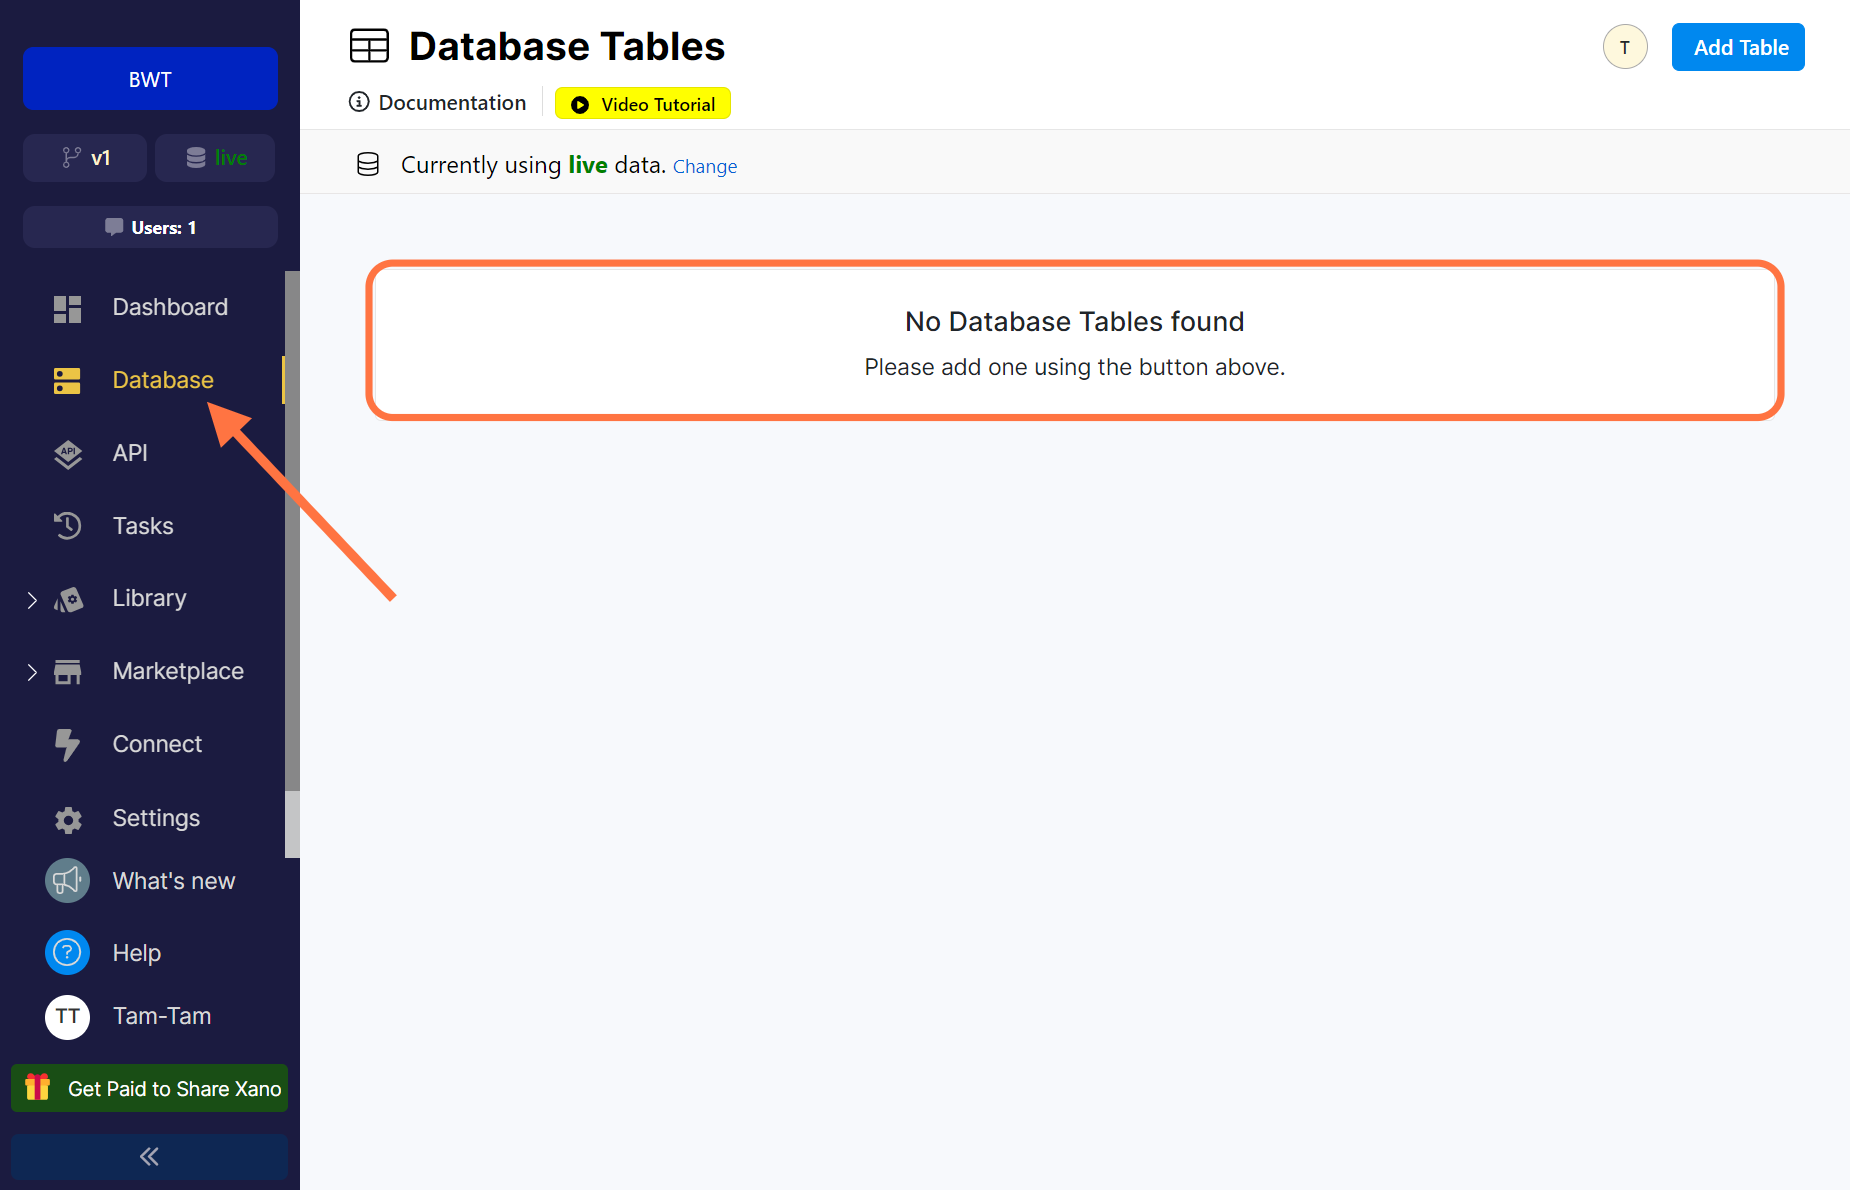 BWT
v1
live
Users: 1
Dashboard
Database
API
API
Tasks
Library
Marketplace
Connect
Settings
What's new
? Help
TT Tam-Tam
Get Paid to Share Xano
Database Tables
T
Add Table
Documentation
Video Tutorial
Currently using live data. Change
No Database Tables found
Please add one using the button above.